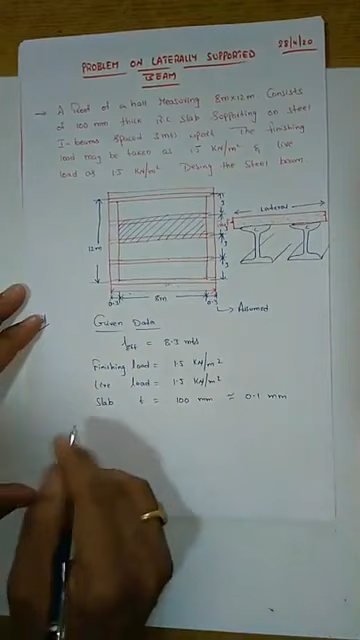 28/4/20
PROBLEM ON LATERALLY SUPPORTED
BEAM
→ A Roof of a hall Measuring 8m x 12m Consists
of 100 mm thick R.C Slab Supporting on steel
I-beams Spaced 3 mts apart The finishing
load may be taken as 1.5 KN/m² & live
load as 1.5 KN/m² Desing the Steel beam
Lateral
3
3
3
3
12m
0.3
8m
0.3
Assumed
Given Data
leff = 8.3 mts
Finishing load = 1.5 KN/m²
Live load = 1.5 KN/m²
Slab t = 100 mm ≈ 0.1 mm